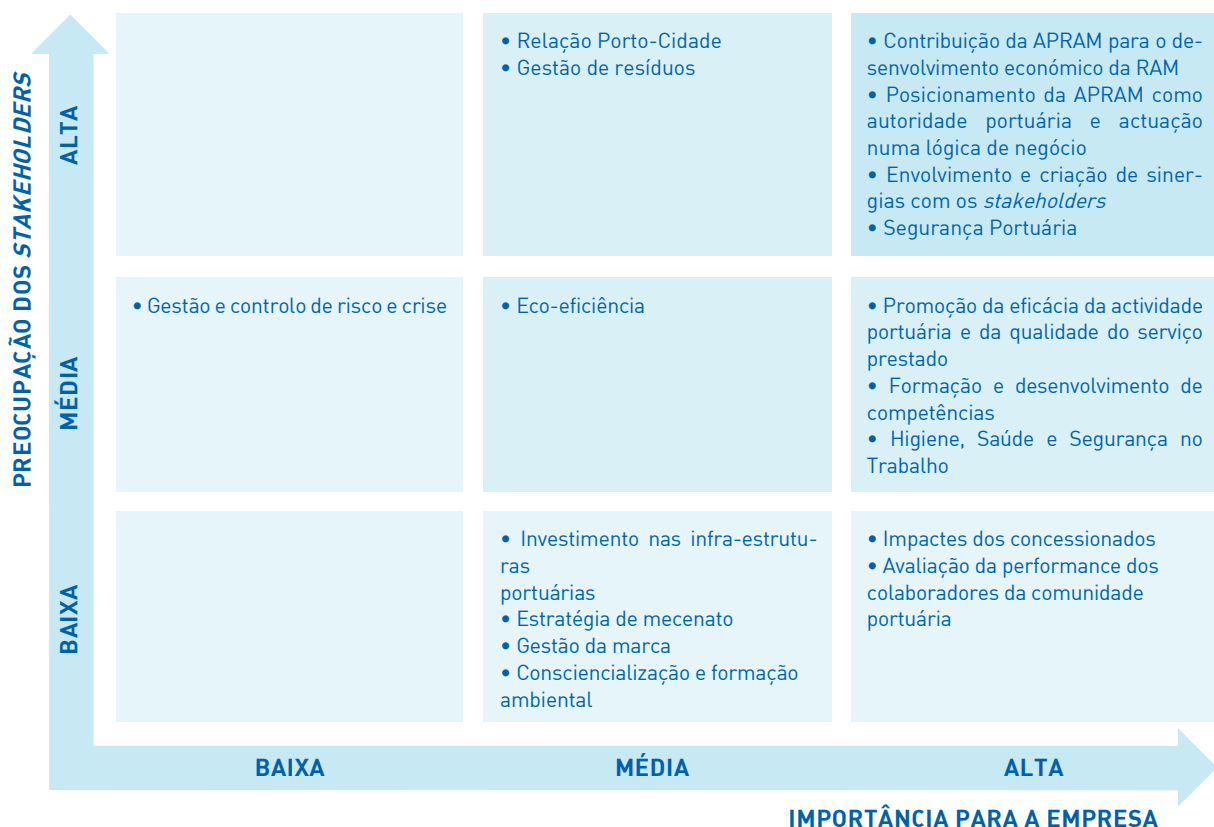 PREOCUPAÇÃO DOS STAKEHOLDERS
ALTA
• Relação Porto-Cidade
• Gestão de resíduos
• Contribuição da APRAM para o de-
senvolvimento económico da RAM
• Posicionamento da APRAM como
autoridade portuária e actuação
numa lógica de negócio
• Envolvimento e criação de siner-
gias com os stakeholders
• Segurança Portuária
MÉDIA
• Gestão e controlo de risco e crise
• Eco-eficiência
• Promoção da eficácia da actividade
portuária e da qualidade do serviço
prestado
• Formação e desenvolvimento de
competências
• Higiene, Saúde e Segurança no
Trabalho
BAIXA
• Investimento nas infra-estrutu-
ras
portuárias
• Estratégia de mecenato
• Gestão da marca
• Consciencialização e formação
ambiental
• Impactes dos concessionados
• Avaliação da performance dos
colaboradores da comunidade
portuária
BAIXA
MÉDIA
ALTA
IMPORTÂNCIA PARA A EMPRESA